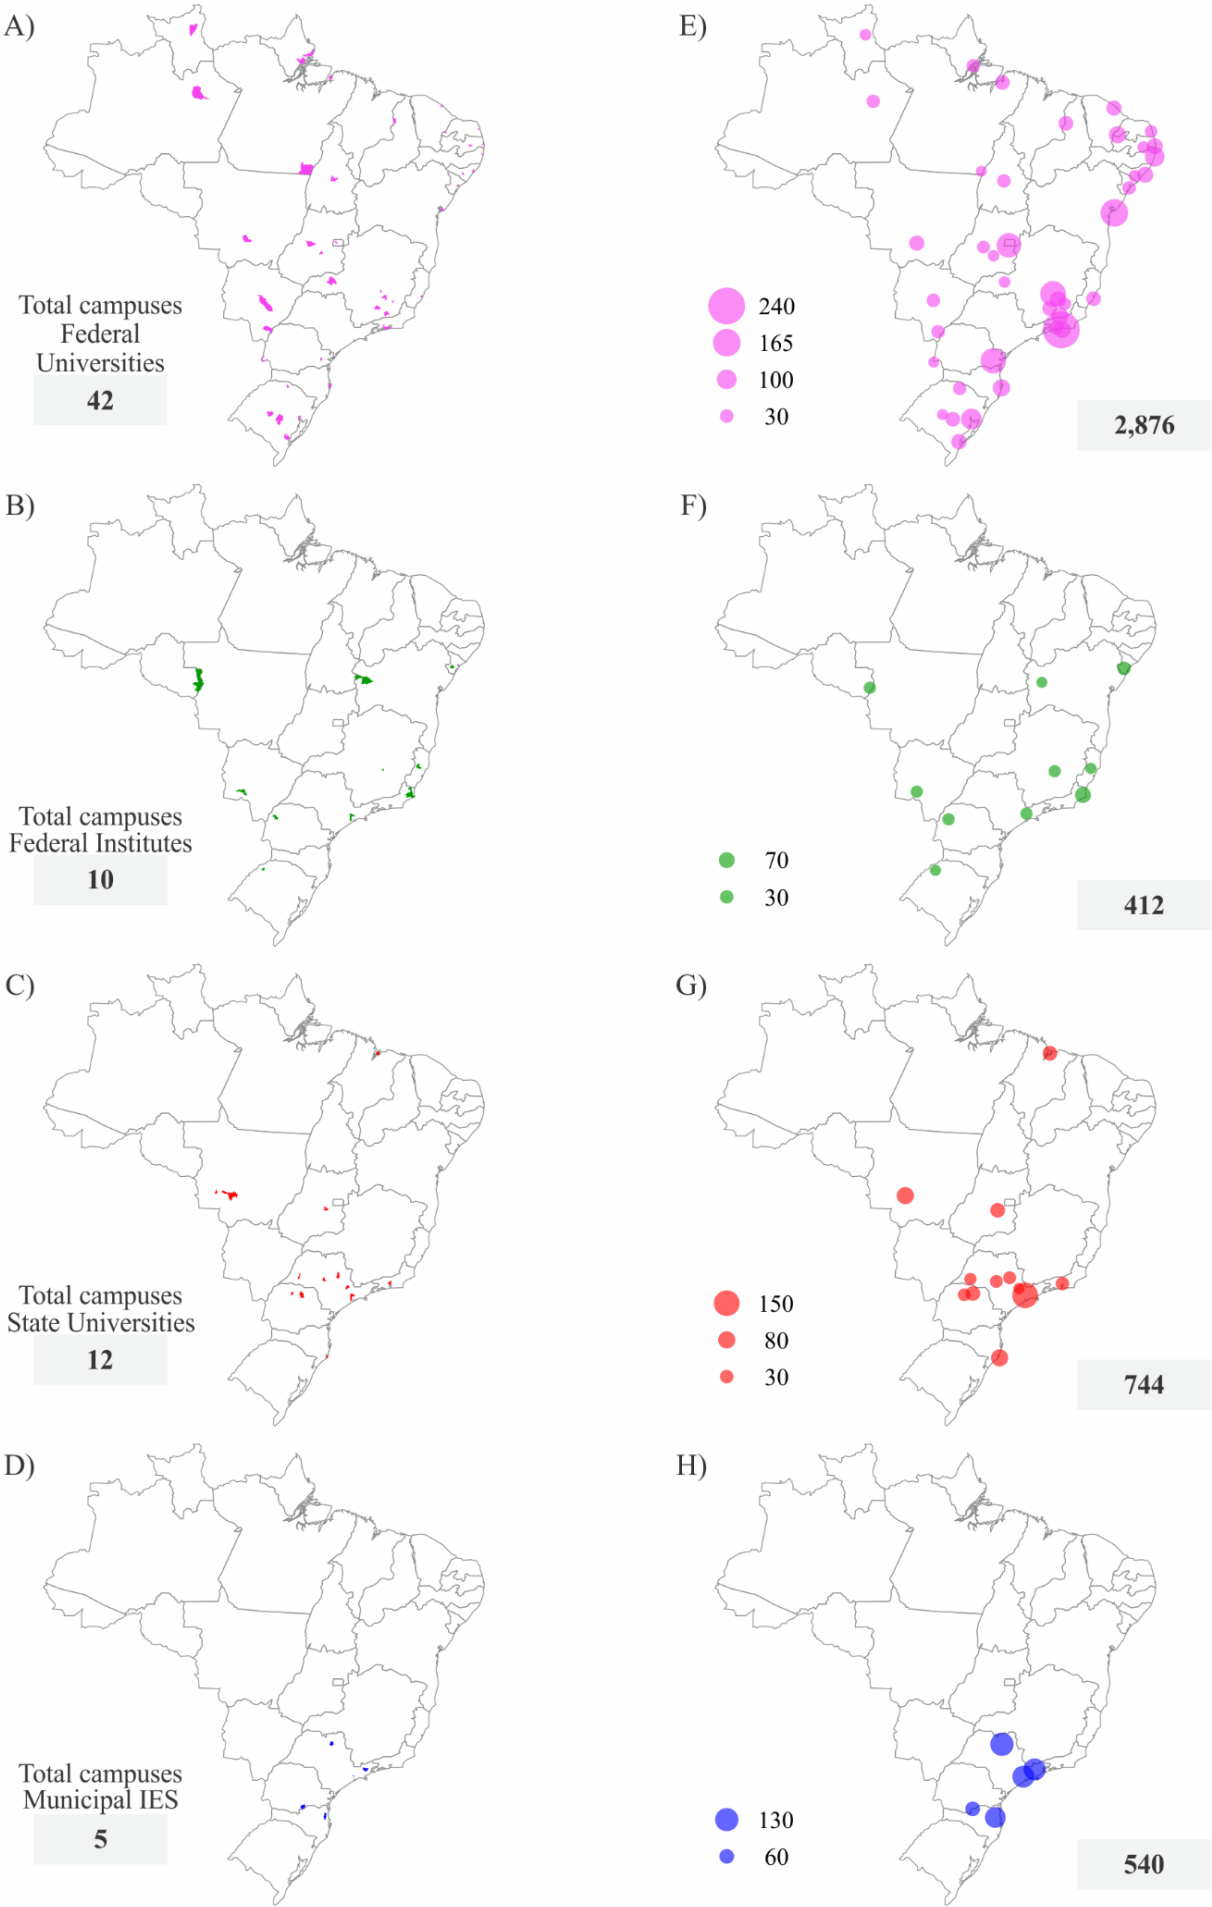 A)
E)
Total campuses
Federal
Universities
42
240
165
100
30
2,876
B)
F)
Total campuses
Federal Institutes
10
70
30
412
C)
G)
Total campuses
State Universities
12
150
80
30
744
D)
H)
Total campuses
Municipal IES
5
130
60
540